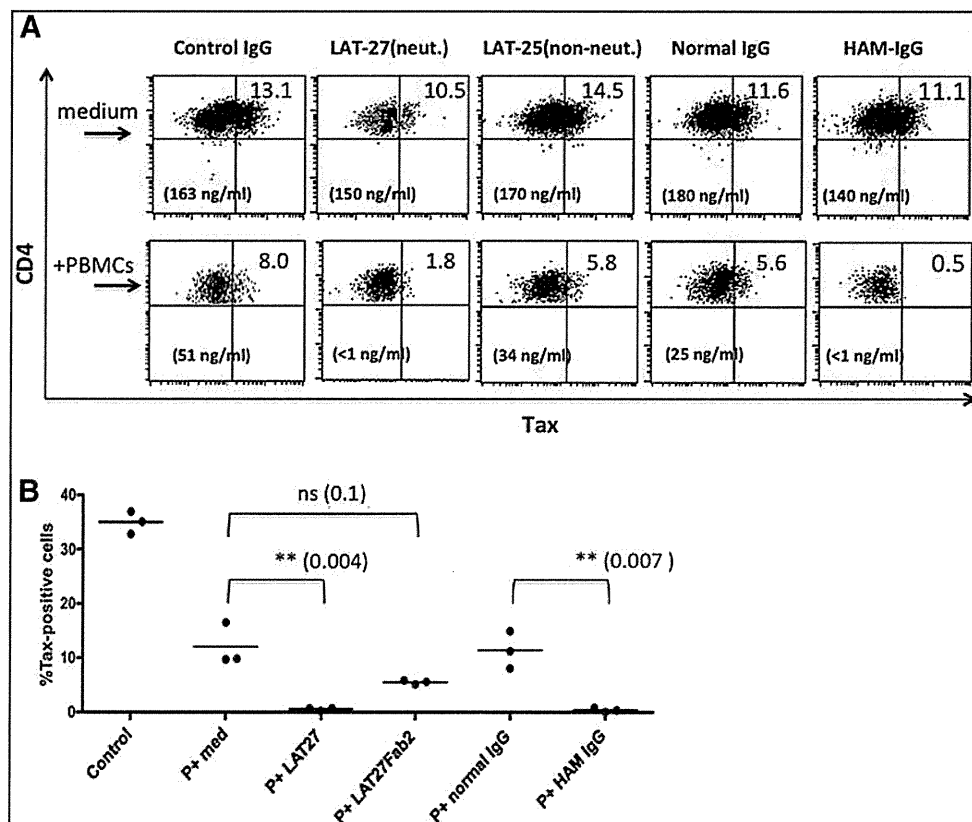 A
Control IgG LAT-27(neut.) LAT-25(non-neut.) Normal IgG HAM-IgG
medium 13.1 10.5 14.5 11.6 11.1
(163 ng/ml) (150 ng/ml) (170 ng/ml) (180 ng/ml) (140 ng/ml)
CD4
+PBMCs 8.0 1.8 5.8 5.6 0.5
(51 ng/ml) (<1 ng/ml) (34 ng/ml) (25 ng/ml) (<1 ng/ml)
Tax
B
%Tax-positive cells
40
30
20
10
0
ns (0.1)
** (0.004)
** (0.007 )
Control
P+ med
P+ LAT27
P+ LAT27Fab2
P+ normal IgG
P+ HAM IgG